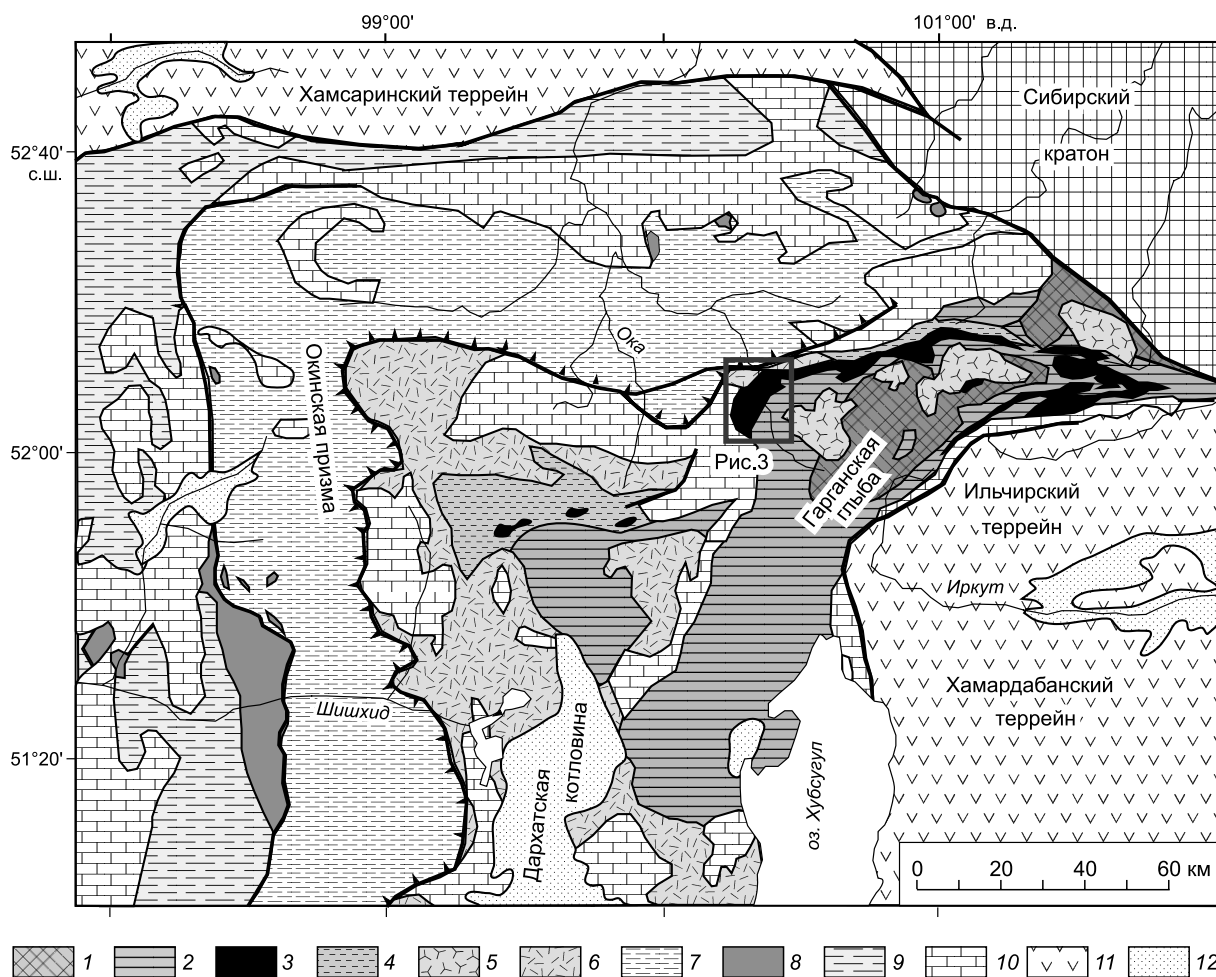 99°00'
101°00' в.д.
Хамсаринский террейн
Сибирский
кратон
52°40'
с.ш.
Ока
Окинская призма
52°00'
Рис.3
Гарганская
глыба
Ильчирский
террейн
Иркут
Хамардабанский
террейн
Шишхид
51°20'
Дархатская
котловина
оз. Хубсугул
0 20 40 60 км
1 2 3 4 5 6 7 8 9 10 11 12